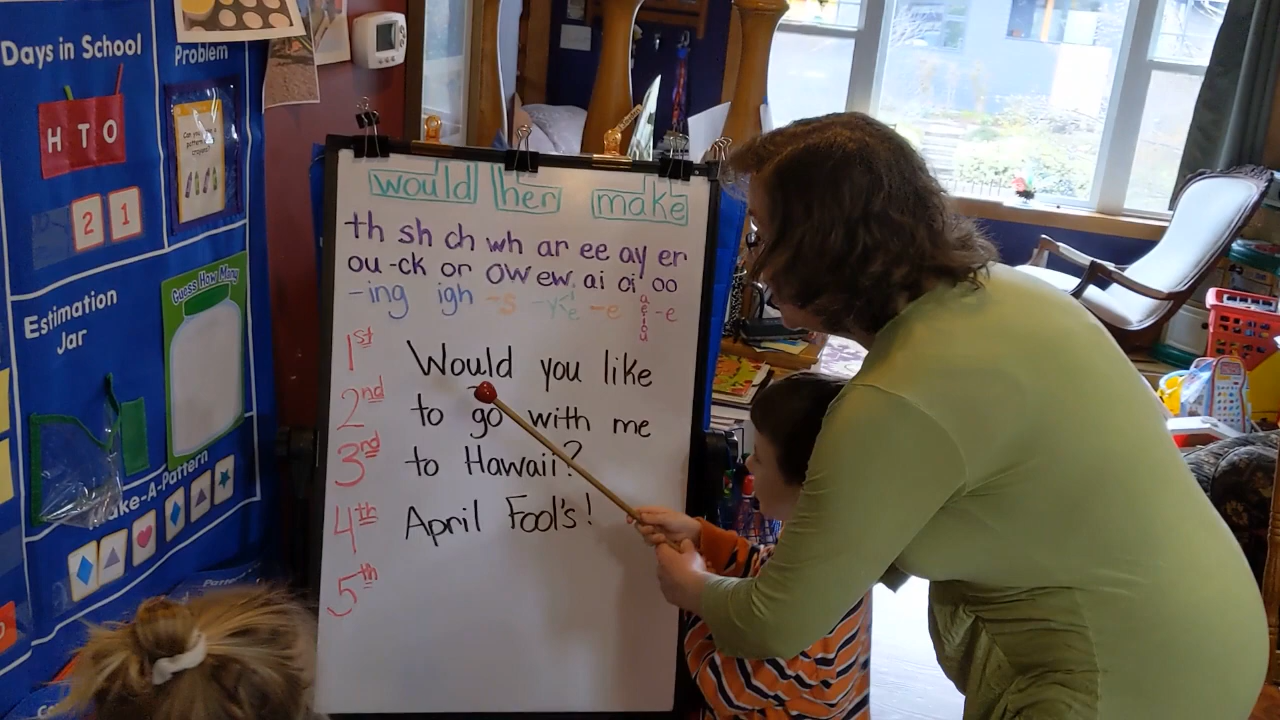 Days in School
Problem
H T O
2 1
Estimation
Jar
Guess How Many
Make-A-Pattern
would her make
th sh ch wh ar ee ay er
ou -ck or ow ew ai oi oo
-ing igh -s -e -e
1st Would you like
2nd to go with me
3nd to Hawaii?
4th April Fool's!
5th